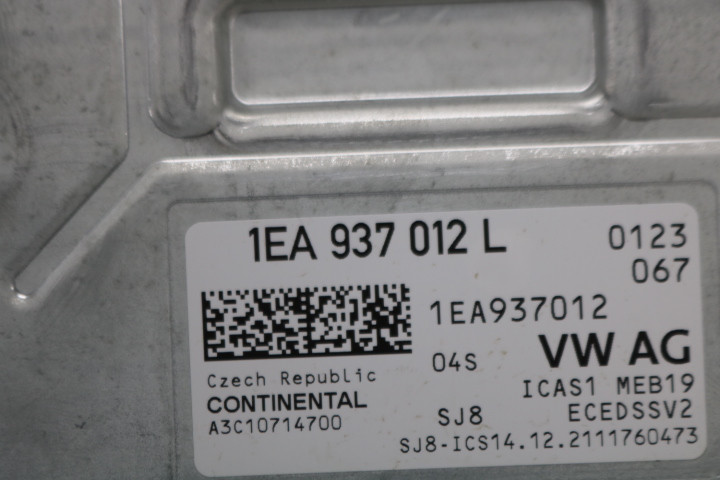 1EA 937 012 L 0123
067
1EA937012
04S VW AG
Czech Republic
ICAS1 MEB19
CONTINENTAL
SJ8 ECEDSSV2
A3C10714700
SJ8-ICS14.12.2111760473